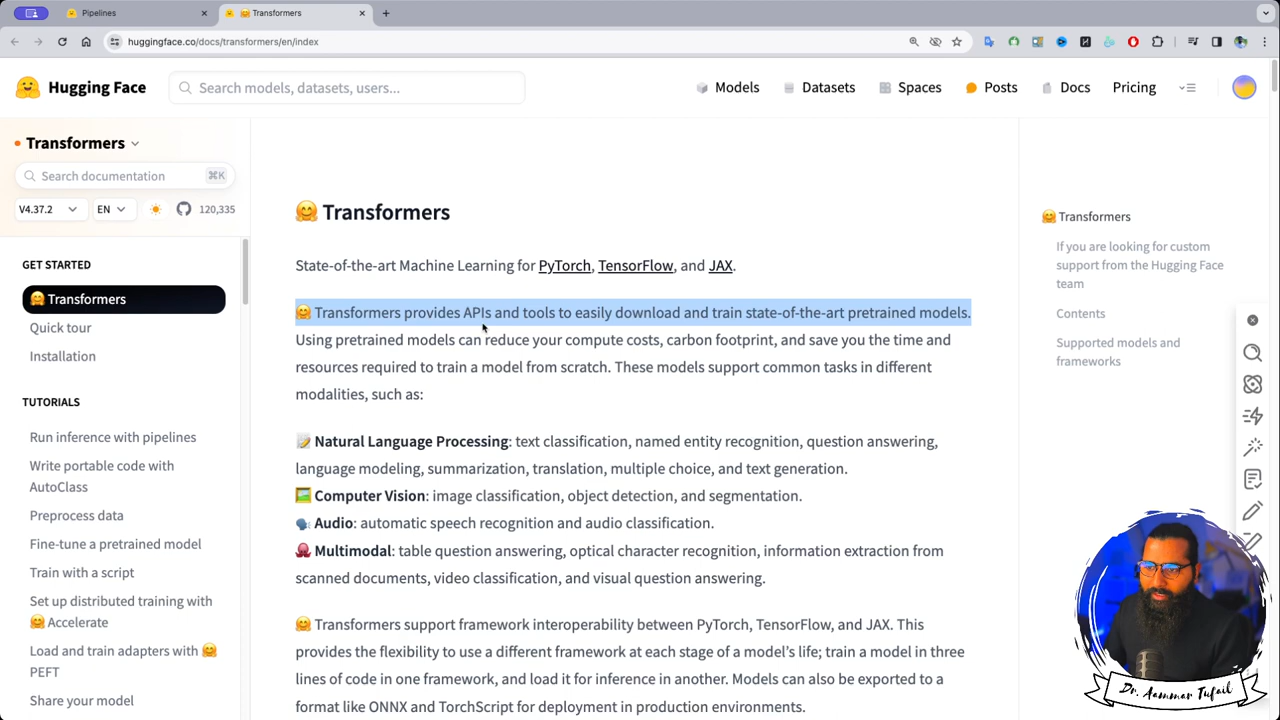 Pipelines
Transformers
huggingface.co/docs/transformers/en/index
Hugging Face
Search models, datasets, users...
Models
Datasets
Spaces
Posts
Docs
Pricing
Transformers
Search documentation
⌘K
V4.37.2
EN
120,335
GET STARTED
Transformers
Quick tour
Installation
TUTORIALS
Run inference with pipelines
Write portable code with
AutoClass
Preprocess data
Fine-tune a pretrained model
Train with a script
Set up distributed training with
🤗 Accelerate
Load and train adapters with 🤗
PEFT
Share your model
🤗 Transformers
State-of-the-art Machine Learning for PyTorch, TensorFlow, and JAX.
🤗 Transformers provides APIs and tools to easily download and train state-of-the-art pretrained models.
Using pretrained models can reduce your compute costs, carbon footprint, and save you the time and
resources required to train a model from scratch. These models support common tasks in different
modalities, such as:
📝 Natural Language Processing: text classification, named entity recognition, question answering,
language modeling, summarization, translation, multiple choice, and text generation.
🖼️ Computer Vision: image classification, object detection, and segmentation.
🗣️ Audio: automatic speech recognition and audio classification.
🐙 Multimodal: table question answering, optical character recognition, information extraction from
scanned documents, video classification, and visual question answering.
🤗 Transformers support framework interoperability between PyTorch, TensorFlow, and JAX. This
provides the flexibility to use a different framework at each stage of a model's life; train a model in three
lines of code in one framework, and load it for inference in another. Models can also be exported to a
format like ONNX and TorchScript for deployment in production environments.
🤗 Transformers
If you are looking for custom
support from the Hugging Face
team
Contents
Supported models and
frameworks
Dr. Aammar Tufail